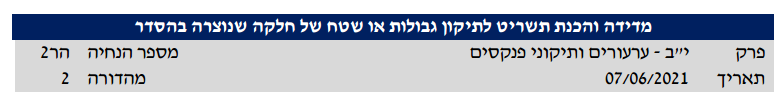 מדידה והכנת תשריט לתיקון גבולות או שטח של חלקה שנוצרה בהסדר
פרק י״ב - ערעורים ותיקוני פנקסים מספר הנחיה הר2
תאריך 07/06/2021 מהדורה 2